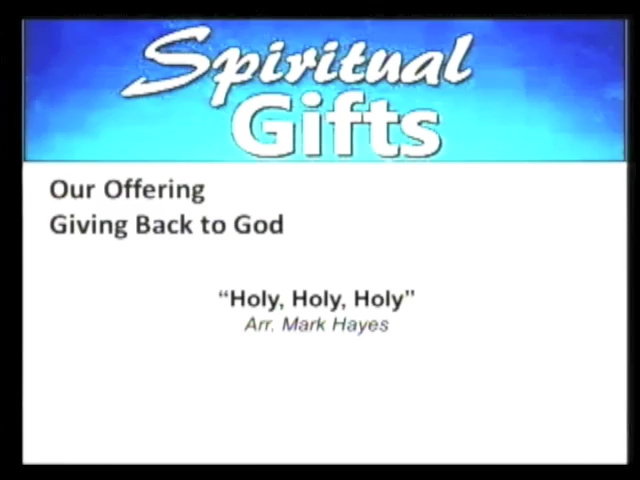 Spiritual
Gifts
Our Offering
Giving Back to God
“Holy, Holy, Holy”
Arr. Mark Hayes